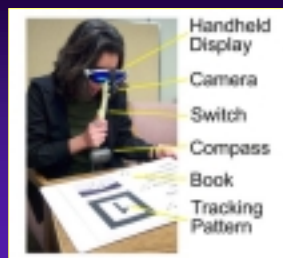 Handheld
Display
Camera
Switch
Compass
Book
Tracking
Pattern